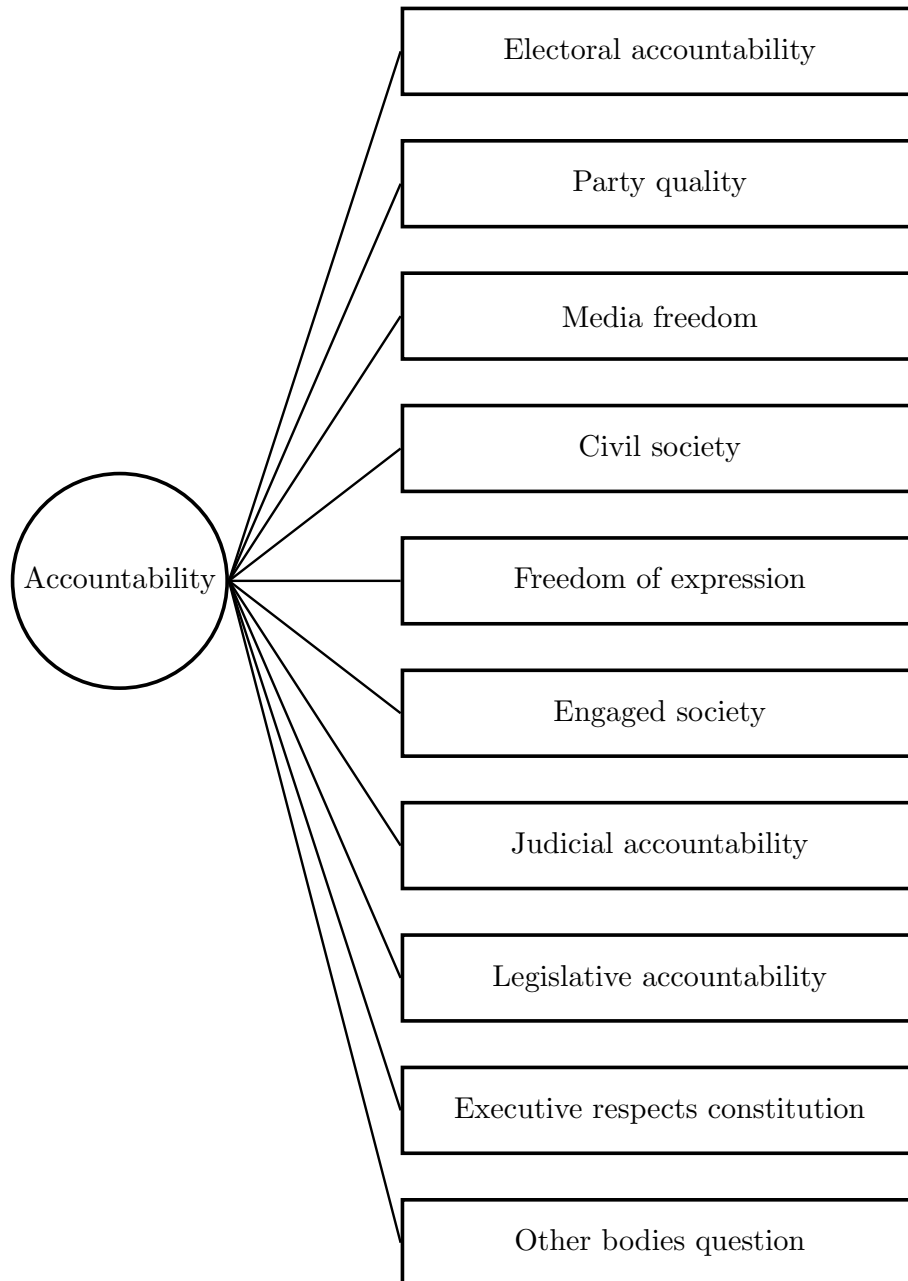 Electoral accountability
Party quality
Media freedom
Civil society
Accountability
Freedom of expression
Engaged society
Judicial accountability
Legislative accountability
Executive respects constitution
Other bodies question